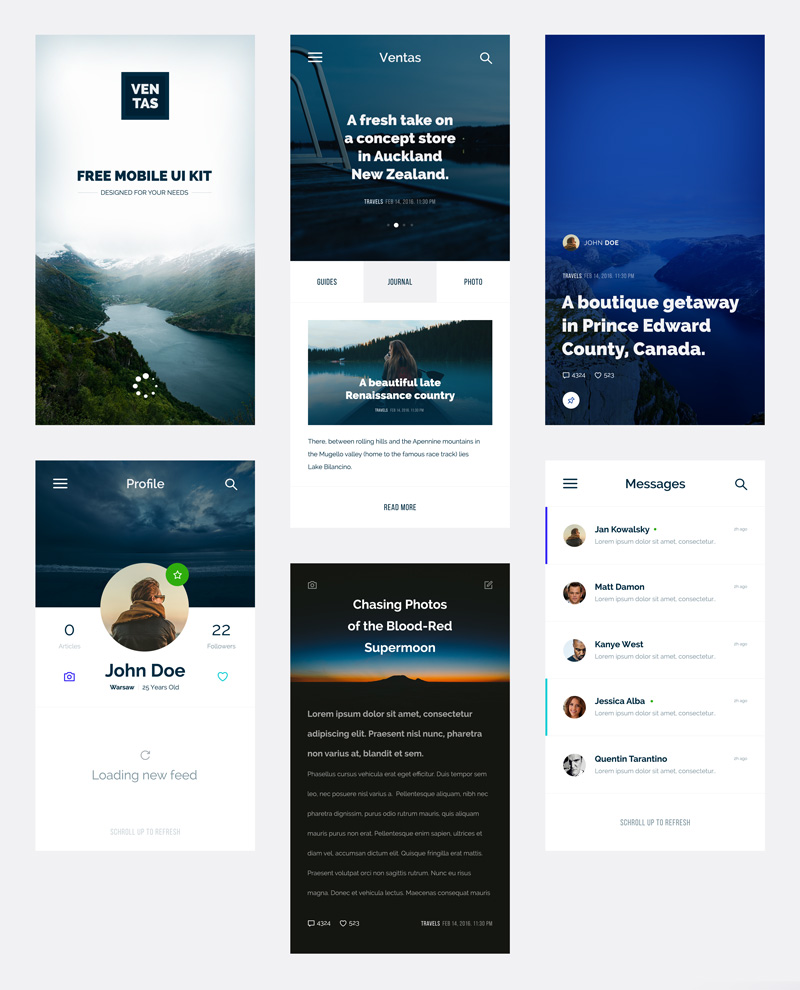 VEN
TAS
FREE MOBILE UI KIT
DESIGNED FOR YOUR NEEDS
Ventas
A fresh take on
a concept store
in Auckland
New Zealand.
TRAVELS FEB 14, 2016. 11:30 PM
GUIDES JOURNAL PHOTO
A beautiful late
Renaissance country
TRAVELS FEB 14, 2016. 11:30 PM
There, between rolling hills and the Apennine mountains in
the Mugello valley (home to the famous race track) lies
Lake Bilancino.
READ MORE
JOHN DOE
TRAVELS FEB 14, 2016. 11:30 PM
A boutique getaway
in Prince Edward
County, Canada.
4324 523
Profile
0
Articles
22
Followers
John Doe
Warsaw 25 Years Old
Loading new feed
SCHROLL UP TO REFRESH
Chasing Photos
of the Blood-Red
Supermoon
Lorem ipsum dolor sit amet, consectetur
adipiscing elit. Praesent nisl nunc, pharetra
non varius at, blandit et sem.
Phasellus cursus vehicula erat eget efficitur. Duis tempor sem
leo, nec posuere nisl varius a. Pellentesque aliquam, nibh nec
pharetra dignissim, purus odio rutrum mauris, quis aliquam
mauris purus non erat. Pellentesque enim sapien, ultrices et
diam vel, accumsan dictum elit. Quisque fringilla erat mattis.
Praesent volutpat orci non sagittis rutrum. Nunc eu risus
magna. Donec et vehicula lectus. Maecenas consequat mauris
4324 523 TRAVELS FEB 14, 2016. 11:30 PM
Messages
Jan Kowalsky
Lorem ipsum dolor sit amet, consectetur..
Matt Damon
Lorem ipsum dolor sit amet, consectetur..
Kanye West
Lorem ipsum dolor sit amet, consectetur..
Jessica Alba
Lorem ipsum dolor sit amet, consectetur..
Quentin Tarantino
Lorem ipsum dolor sit amet, consectetur..
SCHROLL UP TO REFRESH